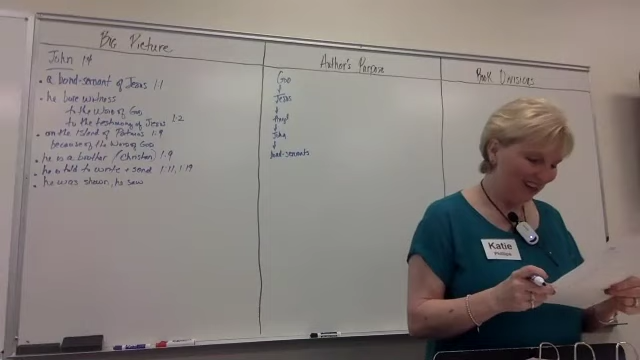 Big Picture
John 1:4
• a bond-servant of Jesus 1:1
• he bore witness
to the Word of God
to the testimony of Jesus 1:2
• on the Island of Patmos 1:9
because of the Word of God
• he is a brother (Christian) 1:9
• he is told to write + send 1:11, 1:19
• he was shown, he saw
Author's Purpose
God
↓
Jesus
↓
Angel
↓
John
↓
bond-servants
Book Divisions
Katie